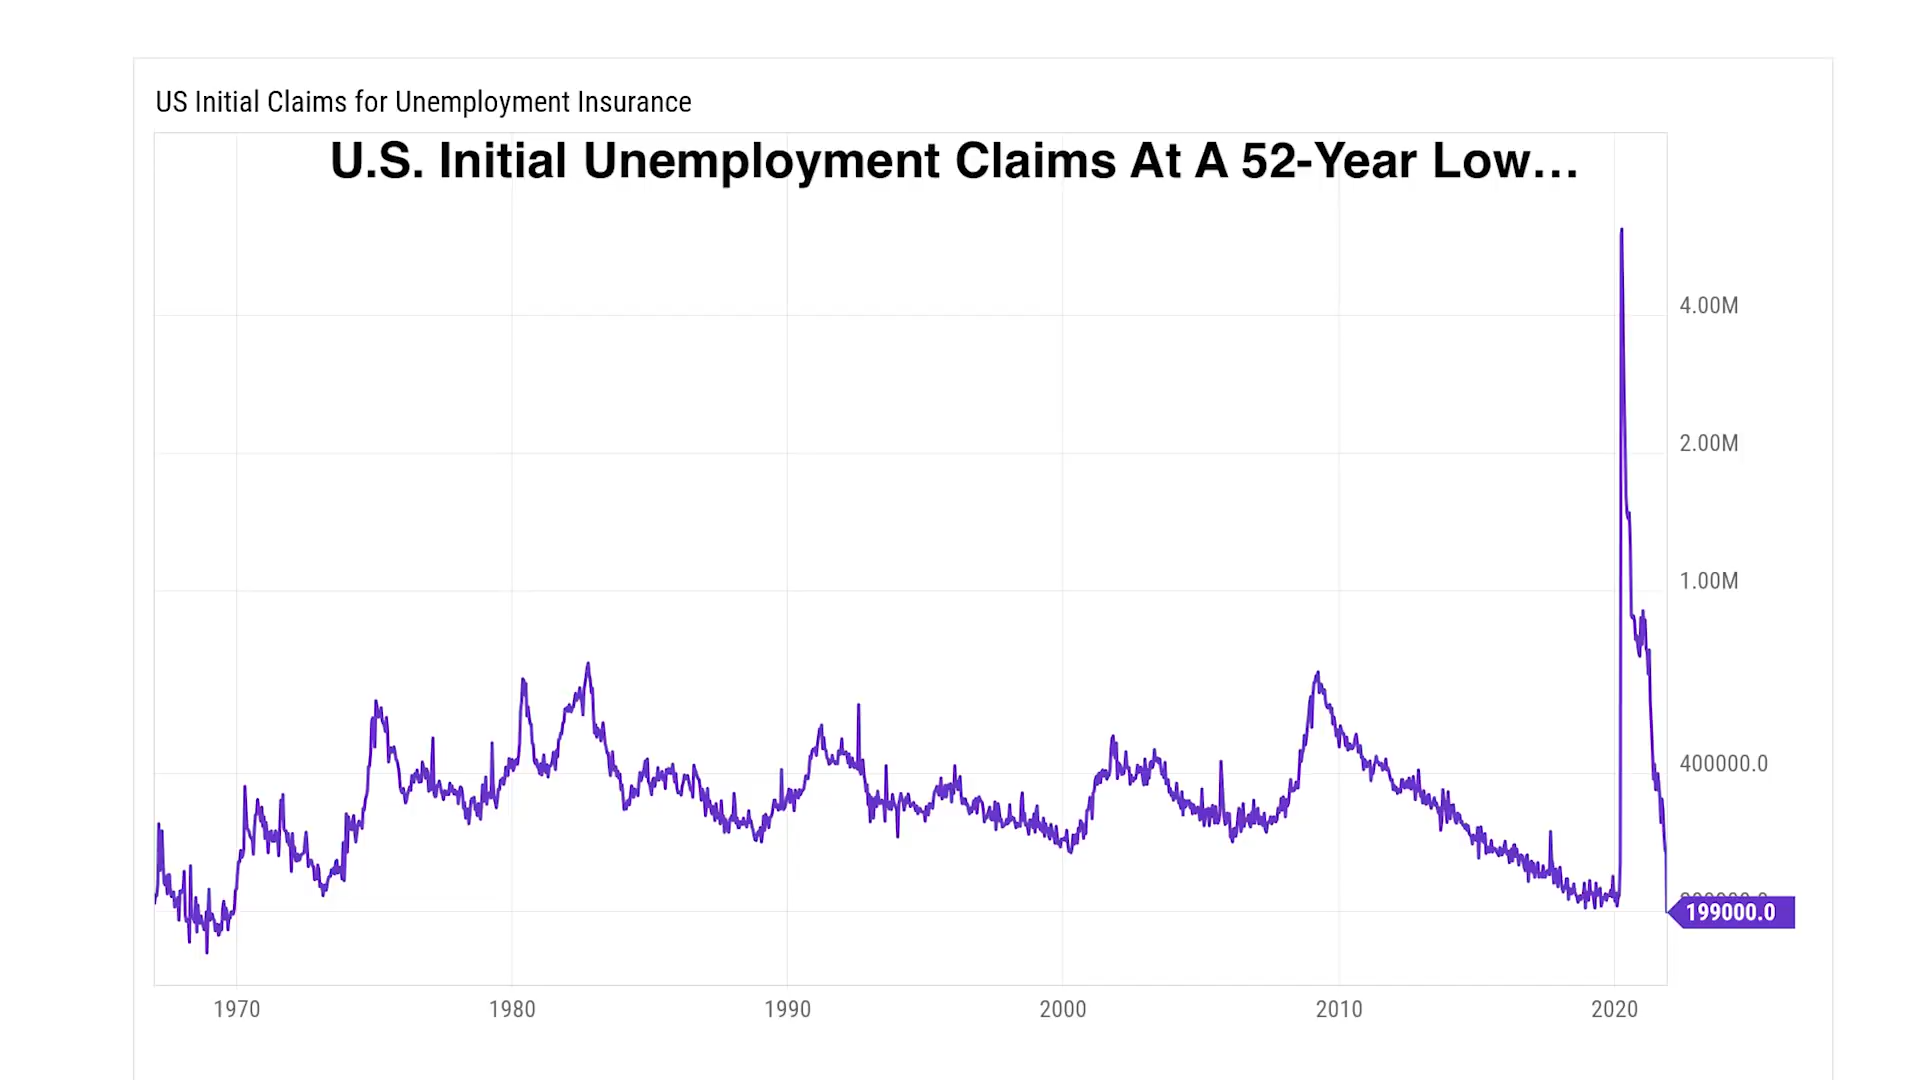 US Initial Claims for Unemployment Insurance
U.S. Initial Unemployment Claims At A 52-Year Low...
4.00M
2.00M
1.00M
400000.0
199000.0
1970 1980 1990 2000 2010 2020